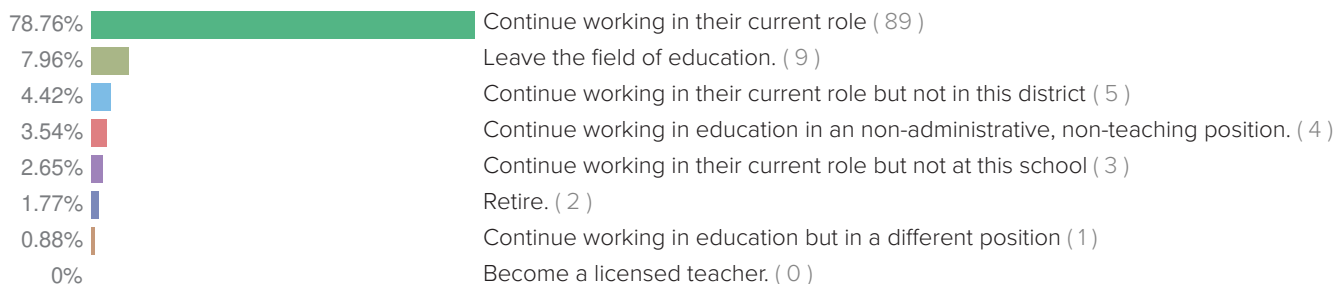 78.76% Continue working in their current role ( 89 )
7.96% Leave the field of education. ( 9 )
4.42% Continue working in their current role but not in this district ( 5 )
3.54% Continue working in education in an non-administrative, non-teaching position. ( 4 )
2.65% Continue working in their current role but not at this school ( 3 )
1.77% Retire. ( 2 )
0.88% Continue working in education but in a different position ( 1 )
0% Become a licensed teacher. ( 0 )